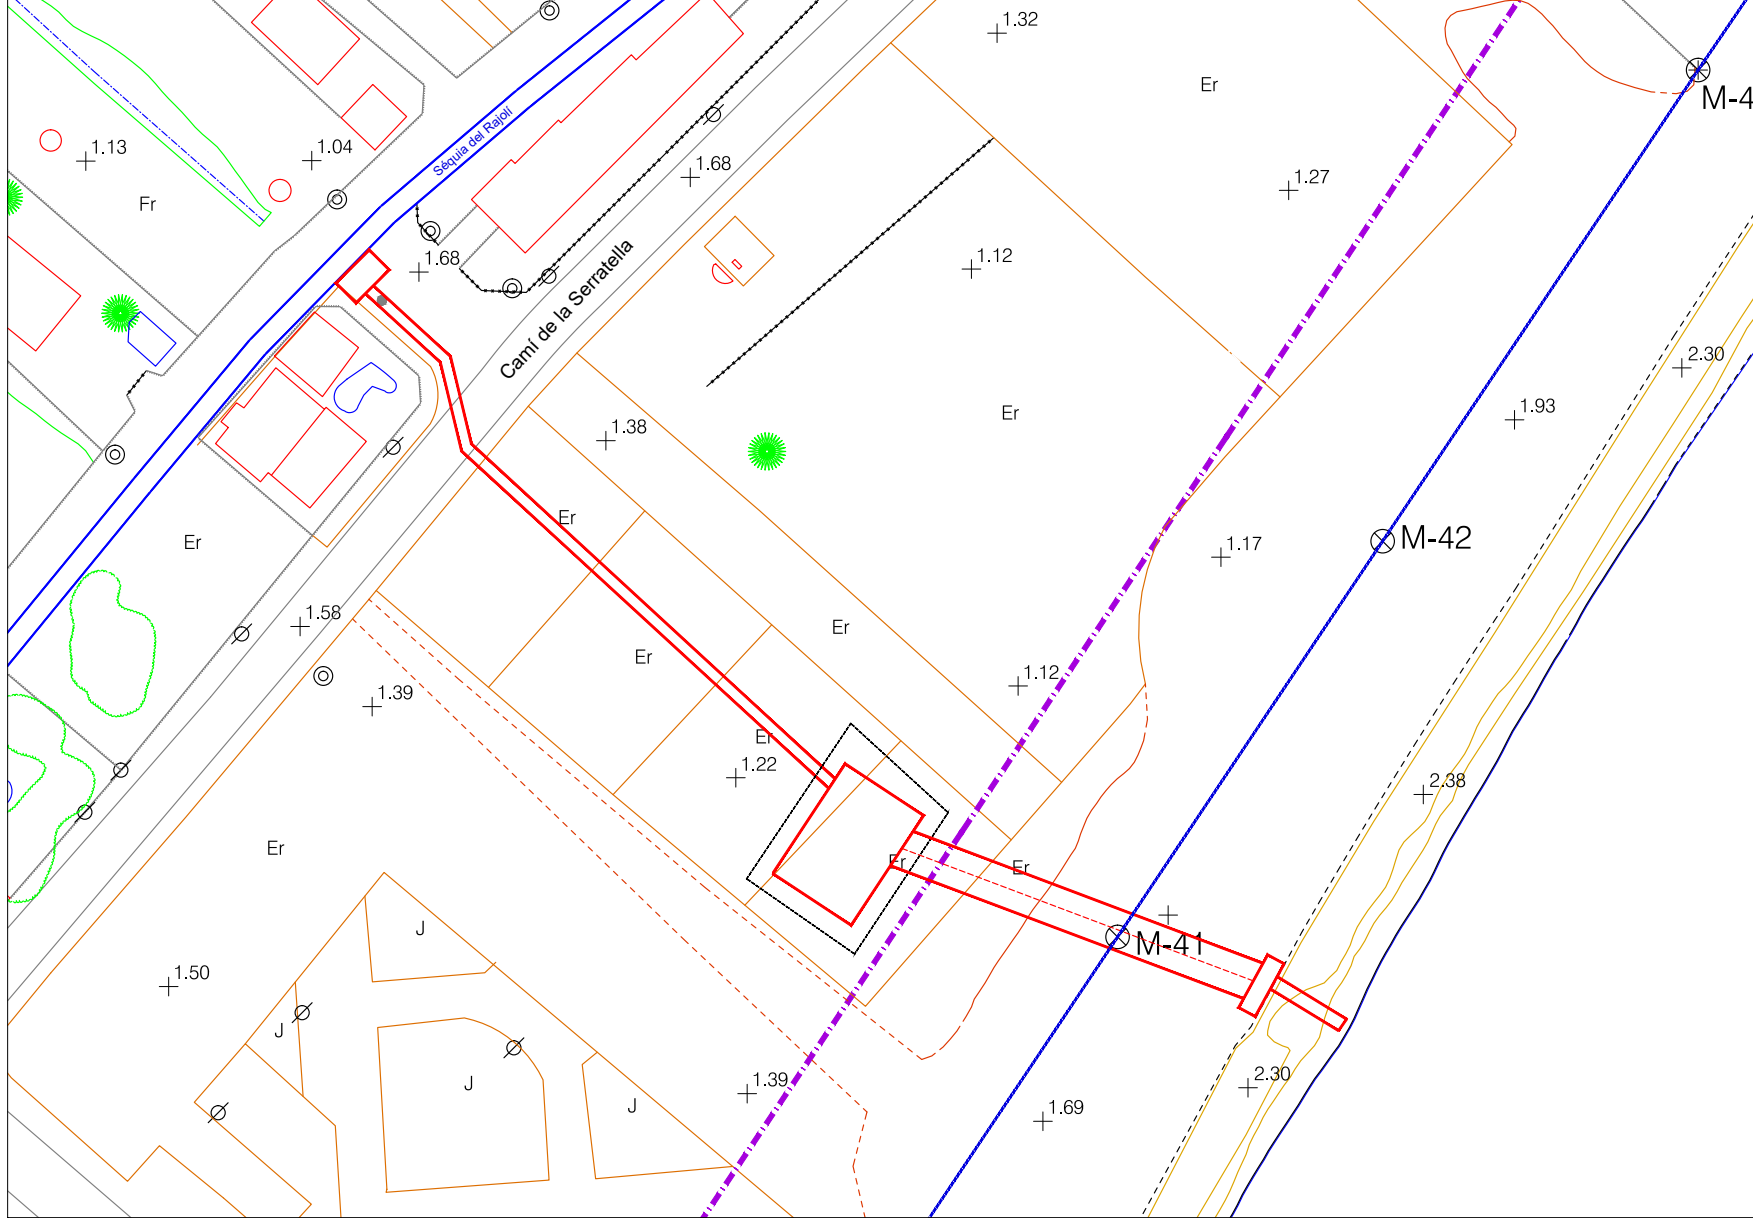 1.32
Er
M-4
1.13
1.04
Séquia del Rajolí
1.68
1.27
Fr
1.68
1.12
Camí de la Serratella
2.30
1.93
Er
1.38
Er
Er
1.17
M-42
1.58
Er
Er
1.39
1.12
Er
1.22
2.38
Er
Er
Er
J
M-41
1.50
J
J
1.39
2.30
J
1.69